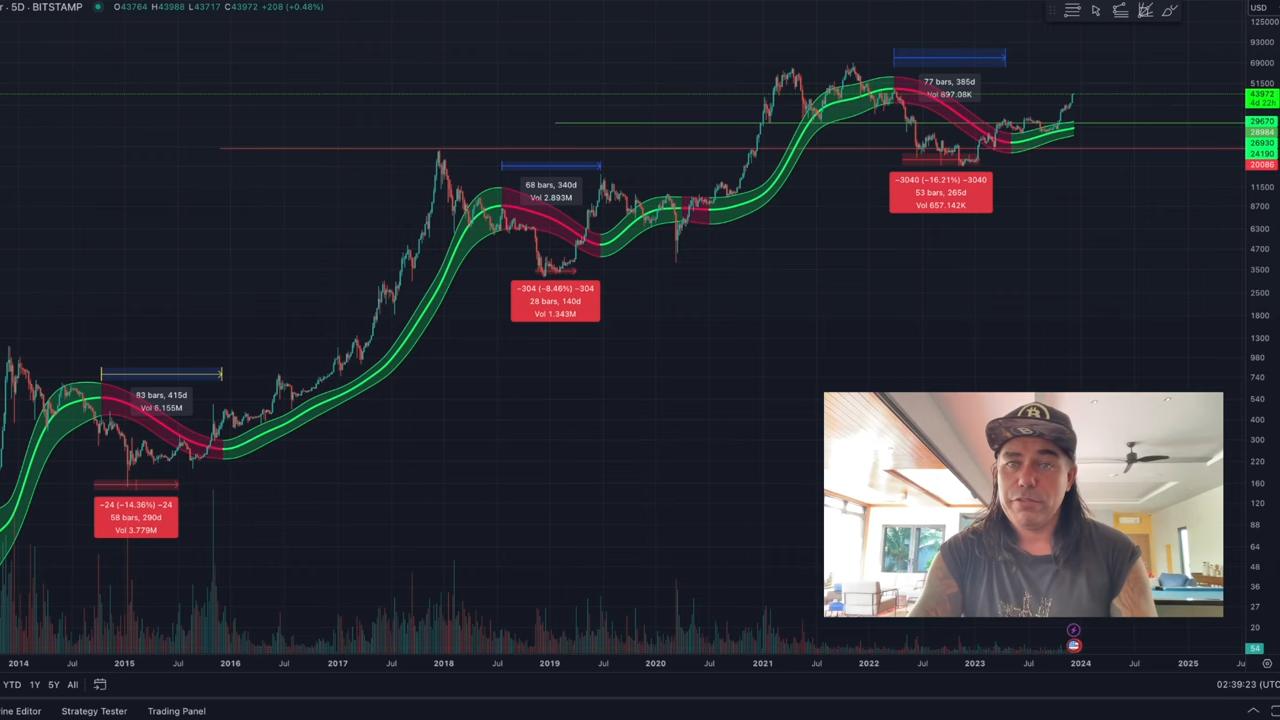 · 5D · BITSTAMP O43764 H43988 L43717 C43972 +208 (+0.48%)
USD
125000
93000
69000
51500
43972
4d 22h
29670
28984
26930
24190
20086
11500
8700
6300
4700
3500
2500
1800
1300
980
740
540
400
300
220
160
120
88
64
48
36
27
20
54
77 bars, 385d
Vol 897.08K
−3040 (−16.21%) −3040
53 bars, 265d
Vol 657.142K
68 bars, 340d
Vol 2.893M
−304 (−8.46%) −304
28 bars, 140d
Vol 1.343M
83 bars, 415d
Vol 6.155M
−24 (−14.36%) −24
58 bars, 290d
Vol 3.779M
2014 Jul 2015 Jul 2016 Jul 2017 Jul 2018 Jul 2019 Jul 2020 Jul 2021 Jul 2022 Jul 2023 Jul 2024 Jul 2025
YTD 1Y 5Y All
02:39:23 (UTC
Editor Strategy Tester Trading Panel